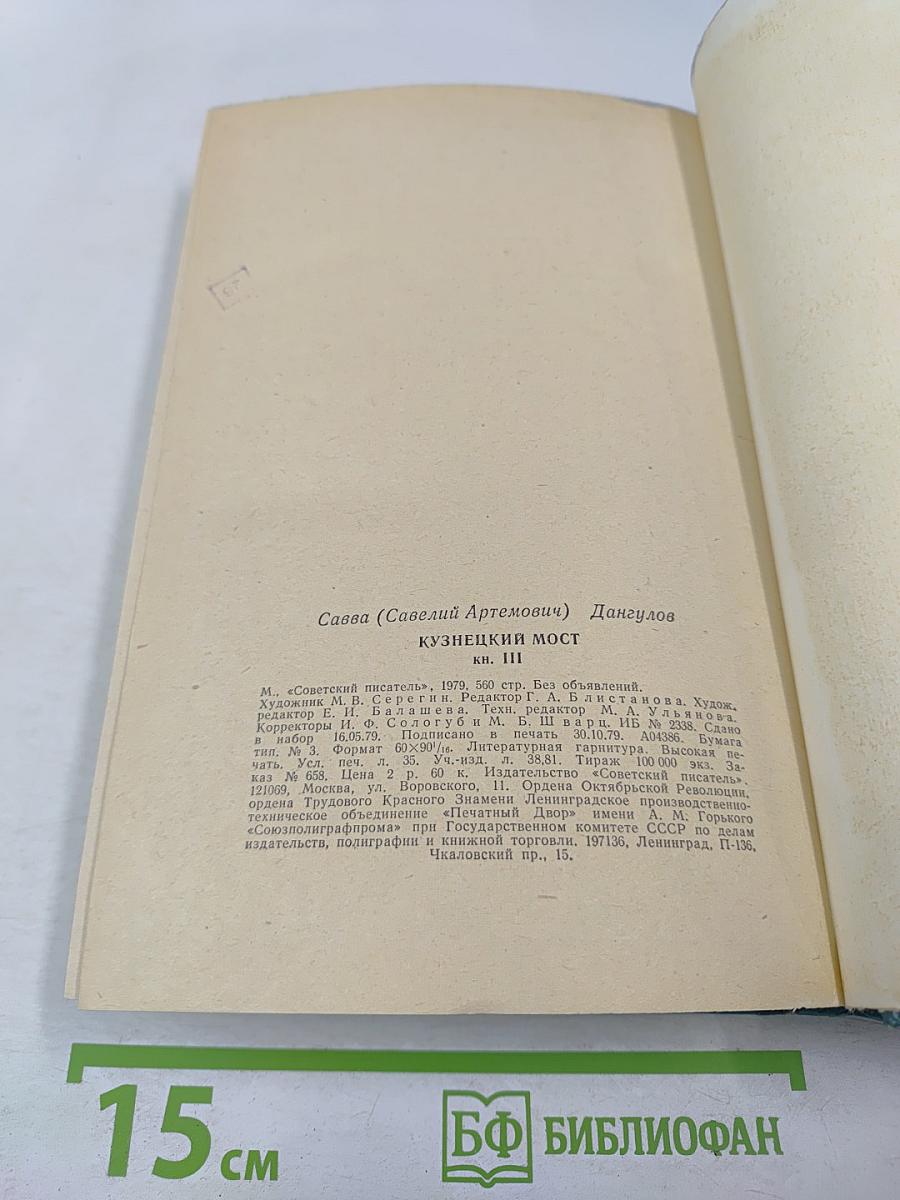 Савва (Савелий Артемович) Дангулов
КУЗНЕЦКИЙ МОСТ
кн. III
М., «Советский писатель», 1979, 560 стр. Без объявлений.
Художник М. В. Серегин. Редактор Г. А. Блистанова. Худож.
редактор Е. И. Балашева. Техн. редактор М. А. Ульянова.
Корректоры И. Ф. Сологуб и М. Б. Шварц. ИБ № 2338. Сдано
в набор 16.05.79. Подписано в печать 30.10.79. А04386. Бумага
тип. № 3. Формат 60×90¹/₁₆. Литературная гарнитура. Высокая пе-
чать. Усл. печ. л. 35. Уч.-изд. л. 38,81. Тираж 100 000 экз. За-
каз № 658. Цена 2 р. 60 к. Издательство «Советский писатель».
121069, Москва, ул. Воровского, 11. Ордена Октябрьской Революции,
ордена Трудового Красного Знамени Ленинградское производственно-
техническое объединение «Печатный Двор» имени А. М. Горького
«Союзполиграфпрома» при Государственном комитете СССР по делам
издательств, полиграфии и книжной торговли. 197136, Ленинград, П-136,
Чкаловский пр., 15.
15 см
БФ БИБЛИОФАН